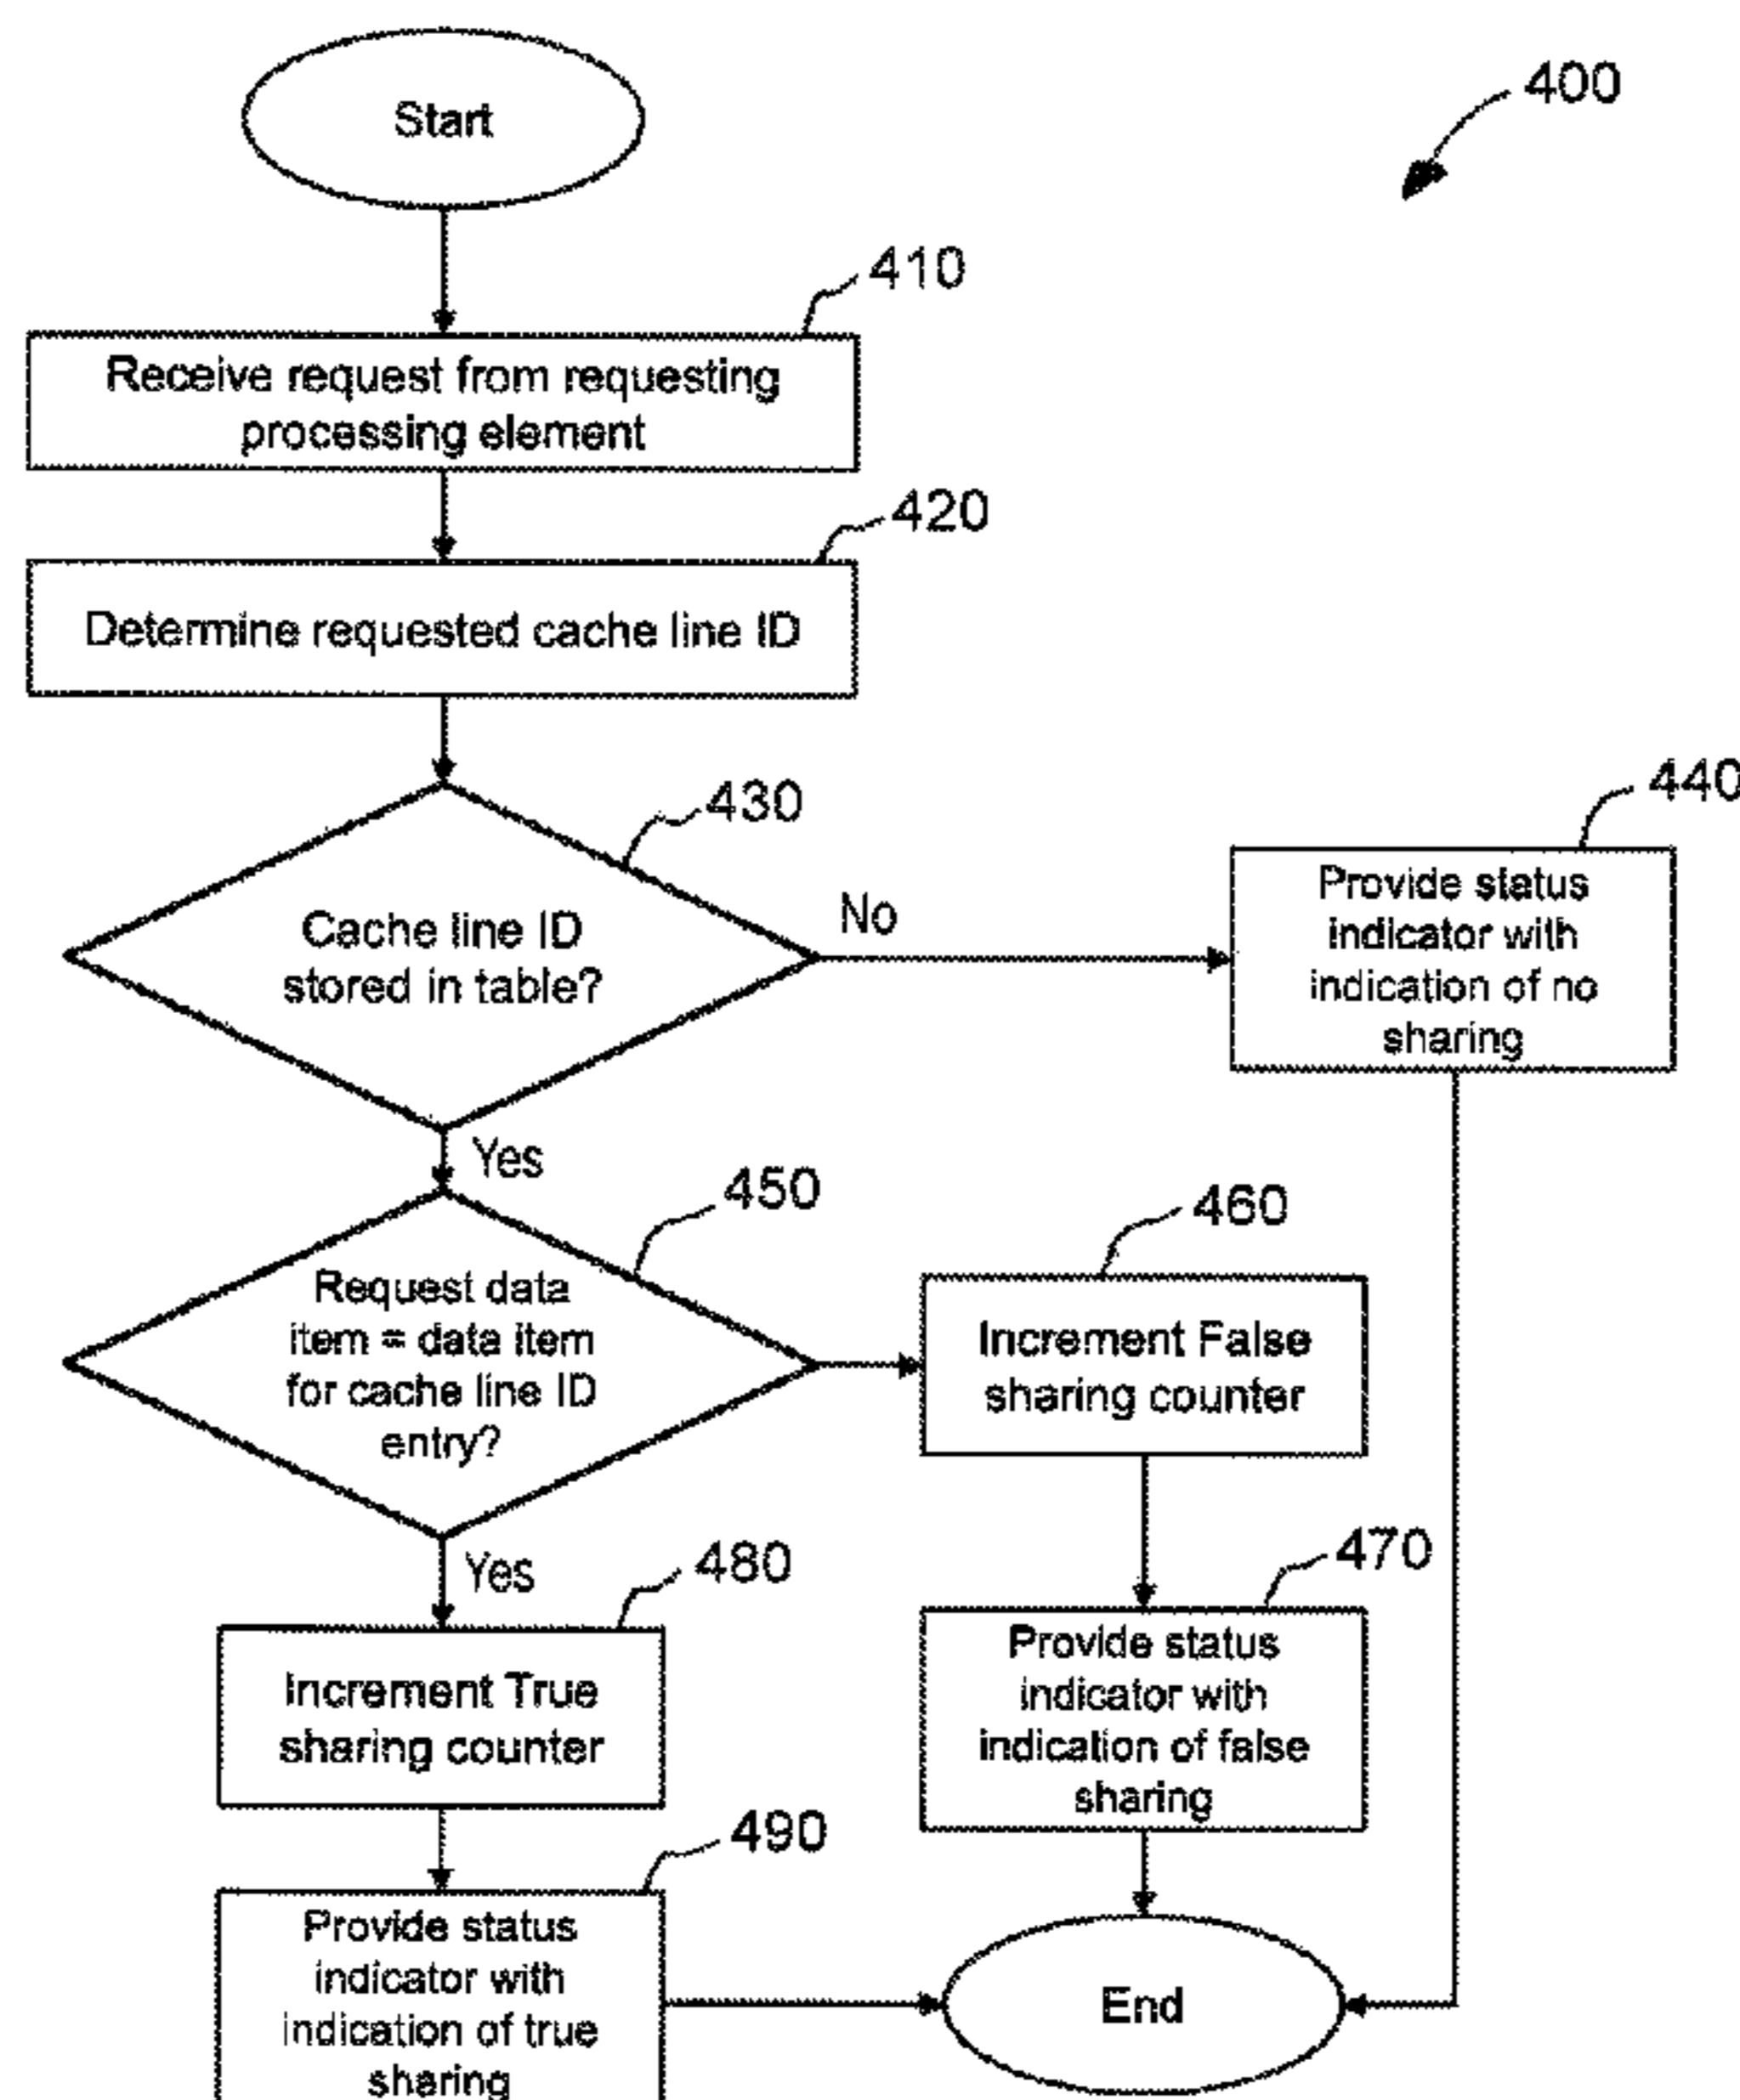 Start
400
410
Receive request from requesting
processing element
420
Determine requested cache line ID
430
Cache line ID
stored in table?
No
440
Provide status
indicator with
indication of no
sharing
Yes
450
Request data
item = data item
for cache line ID
entry?
460
Increment False
sharing counter
470
Provide status
indicator with
indication of false
sharing
Yes
480
Increment True
sharing counter
490
Provide status
indicator with
indication of true
sharing
End